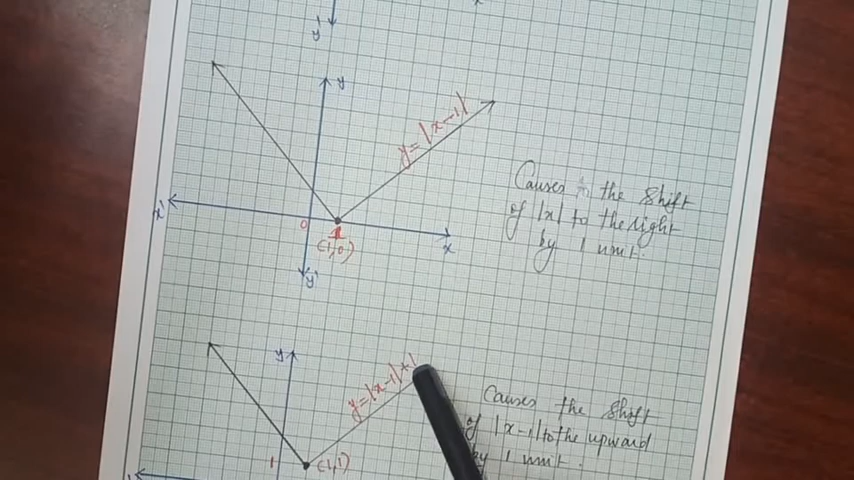 y'
x
y
y=|x-1|
x'
0
1
(1,0)
x
y'
Causes the shift
of |x| to the right
by 1 unit.
y
y=|x-1|+1
1
(1,1)
Causes the shift
of |x-1| to the upward
by 1 unit.